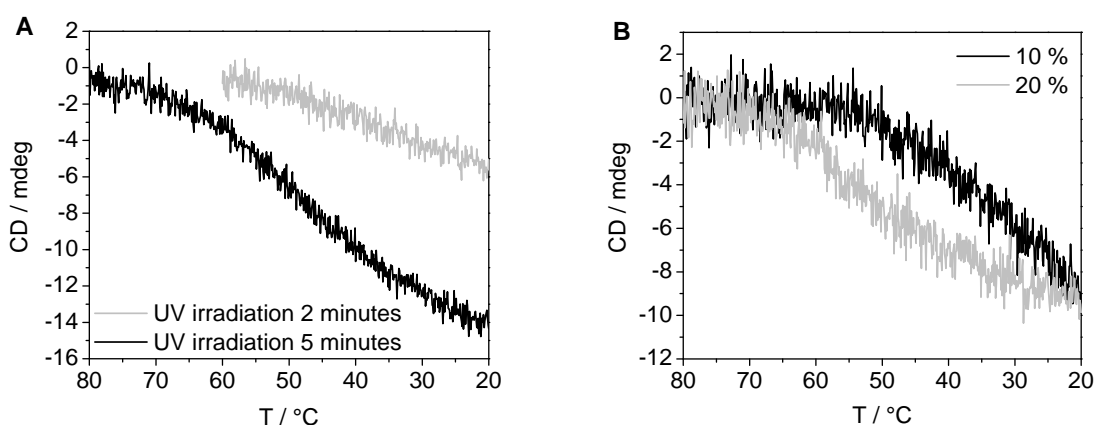 A
CD / mdeg
0
-2
-4
-6
-8
-10
-12
-14
-16
80 70 60 50 40 30 20
T / °C
UV irradiation 2 minutes
UV irradiation 5 minutes
B
CD / mdeg
2
0
-2
-4
-6
-8
-10
-12
80 70 60 50 40 30 20
T / °C
10 %
20 %